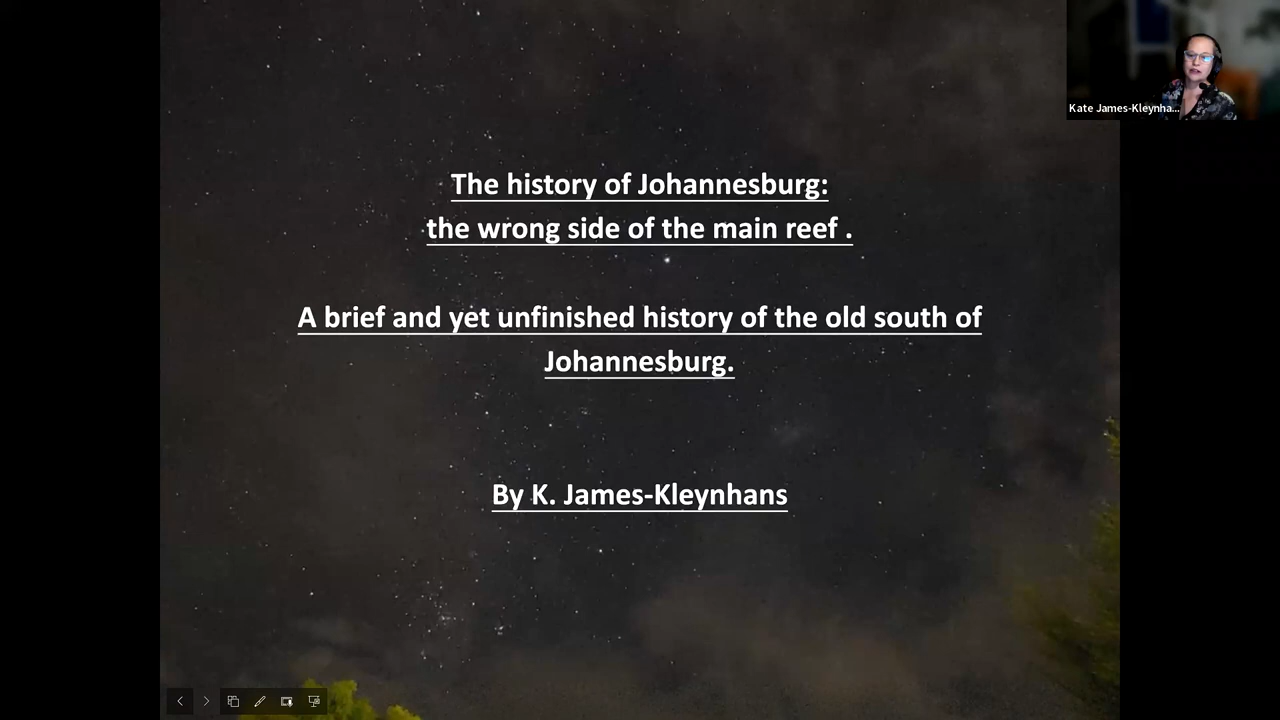 Kate James-Kleynha...
The history of Johannesburg:
the wrong side of the main reef .
A brief and yet unfinished history of the old south of
Johannesburg.
By K. James-Kleynhans